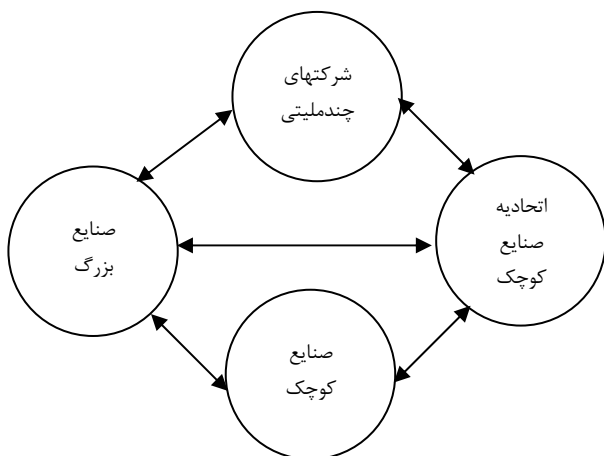 شرکتهای
چندملیتی
اتحادیه
صنایع
کوچک
صنایع
بزرگ
صنایع
کوچک